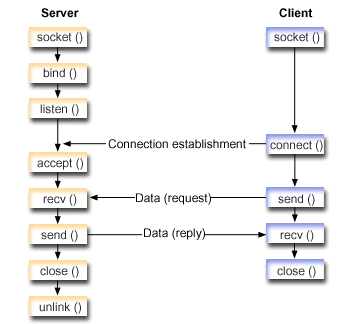 Server
Client
socket ()
socket ()
bind ()
listen ()
Connection establishment
connect ()
accept ()
recv ()
Data (request)
send ()
send ()
Data (reply)
recv ()
close ()
close ()
unlink ()